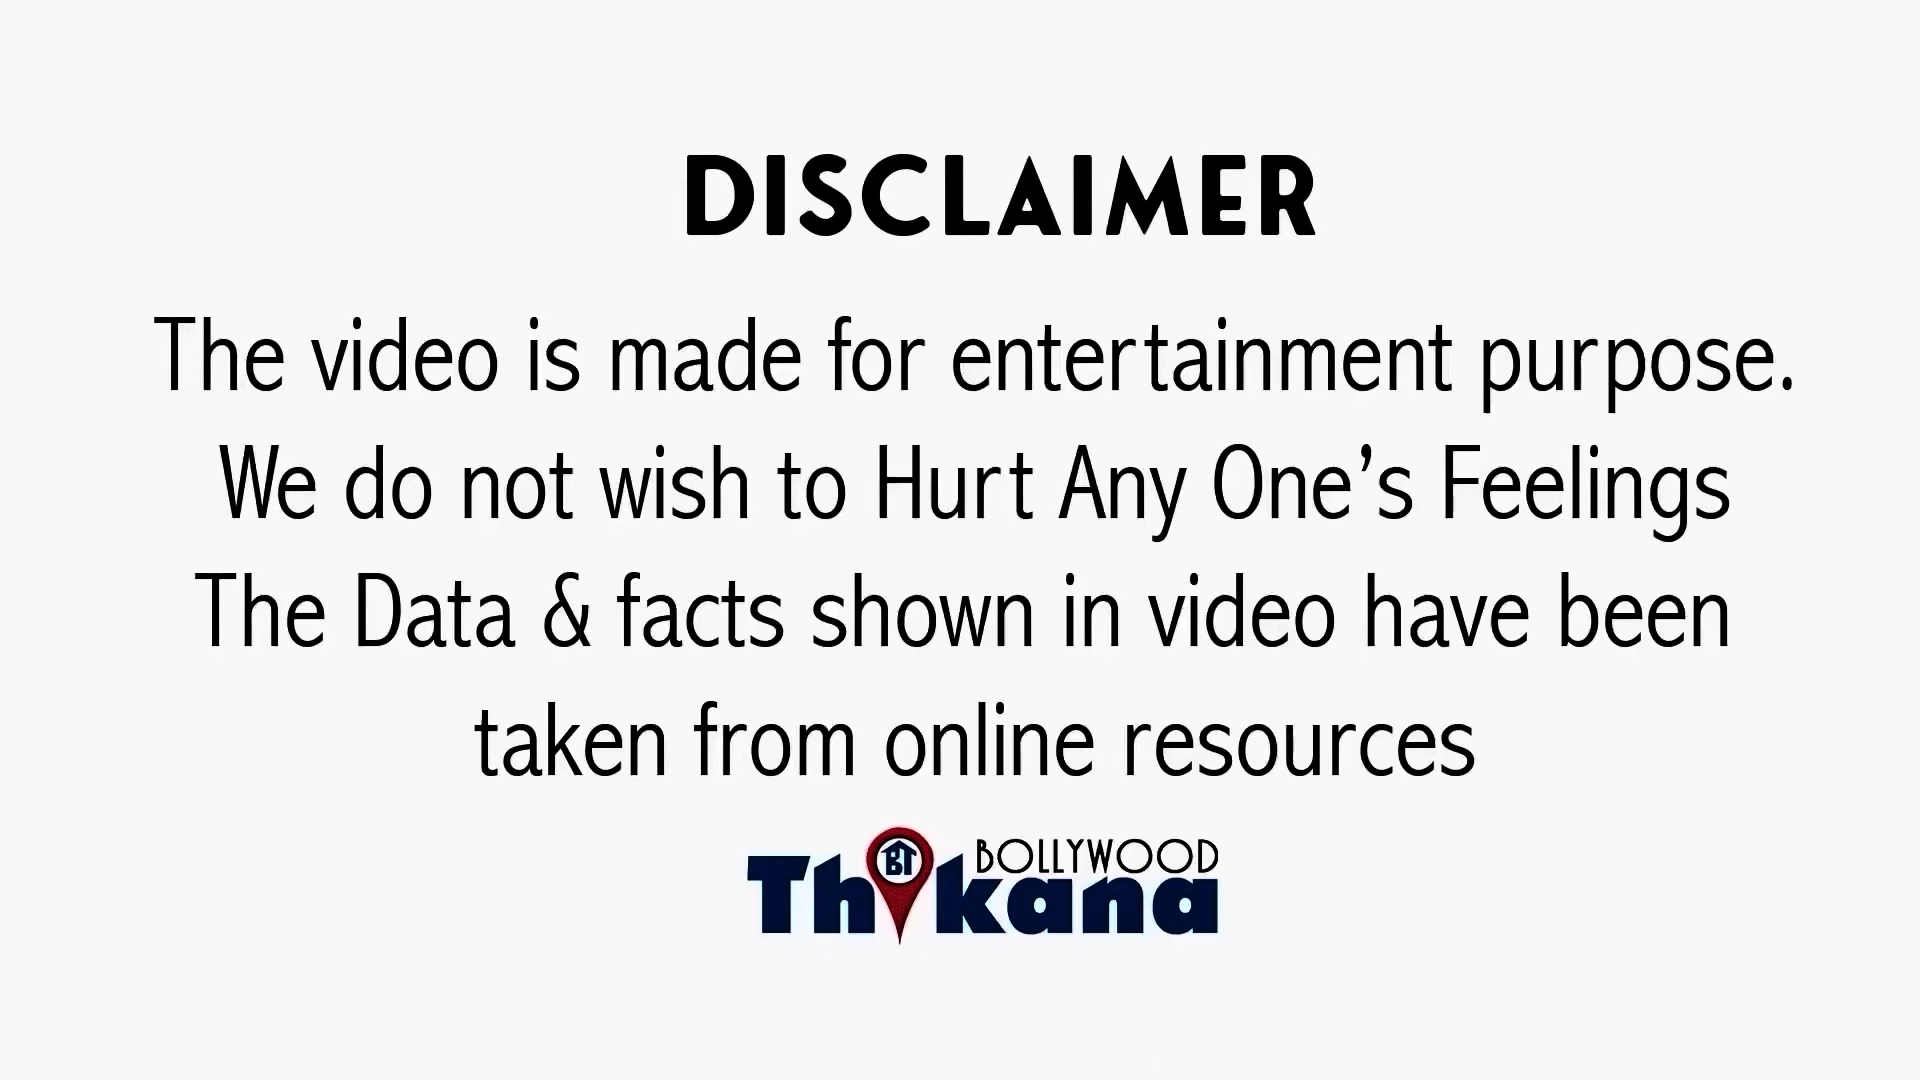 DISCLAIMER
The video is made for entertainment purpose.
We do not wish to Hurt Any One’s Feelings
The Data & facts shown in video have been
taken from online resources
BOLLYWOOD
BT
Thikana